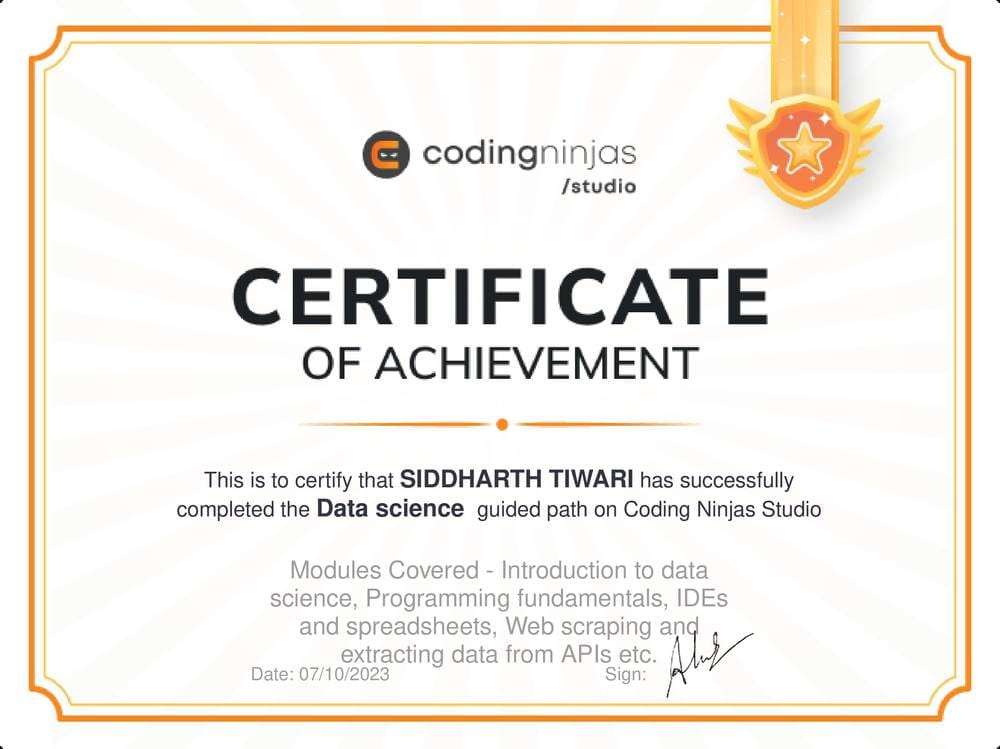 codingninjas
/studio
CERTIFICATE
OF ACHIEVEMENT
This is to certify that SIDDHARTH TIWARI has successfully
completed the Data science guided path on Coding Ninjas Studio
Modules Covered - Introduction to data
science, Programming fundamentals, IDEs
and spreadsheets, Web scraping and
extracting data from APIs etc.
Date: 07/10/2023 Sign: